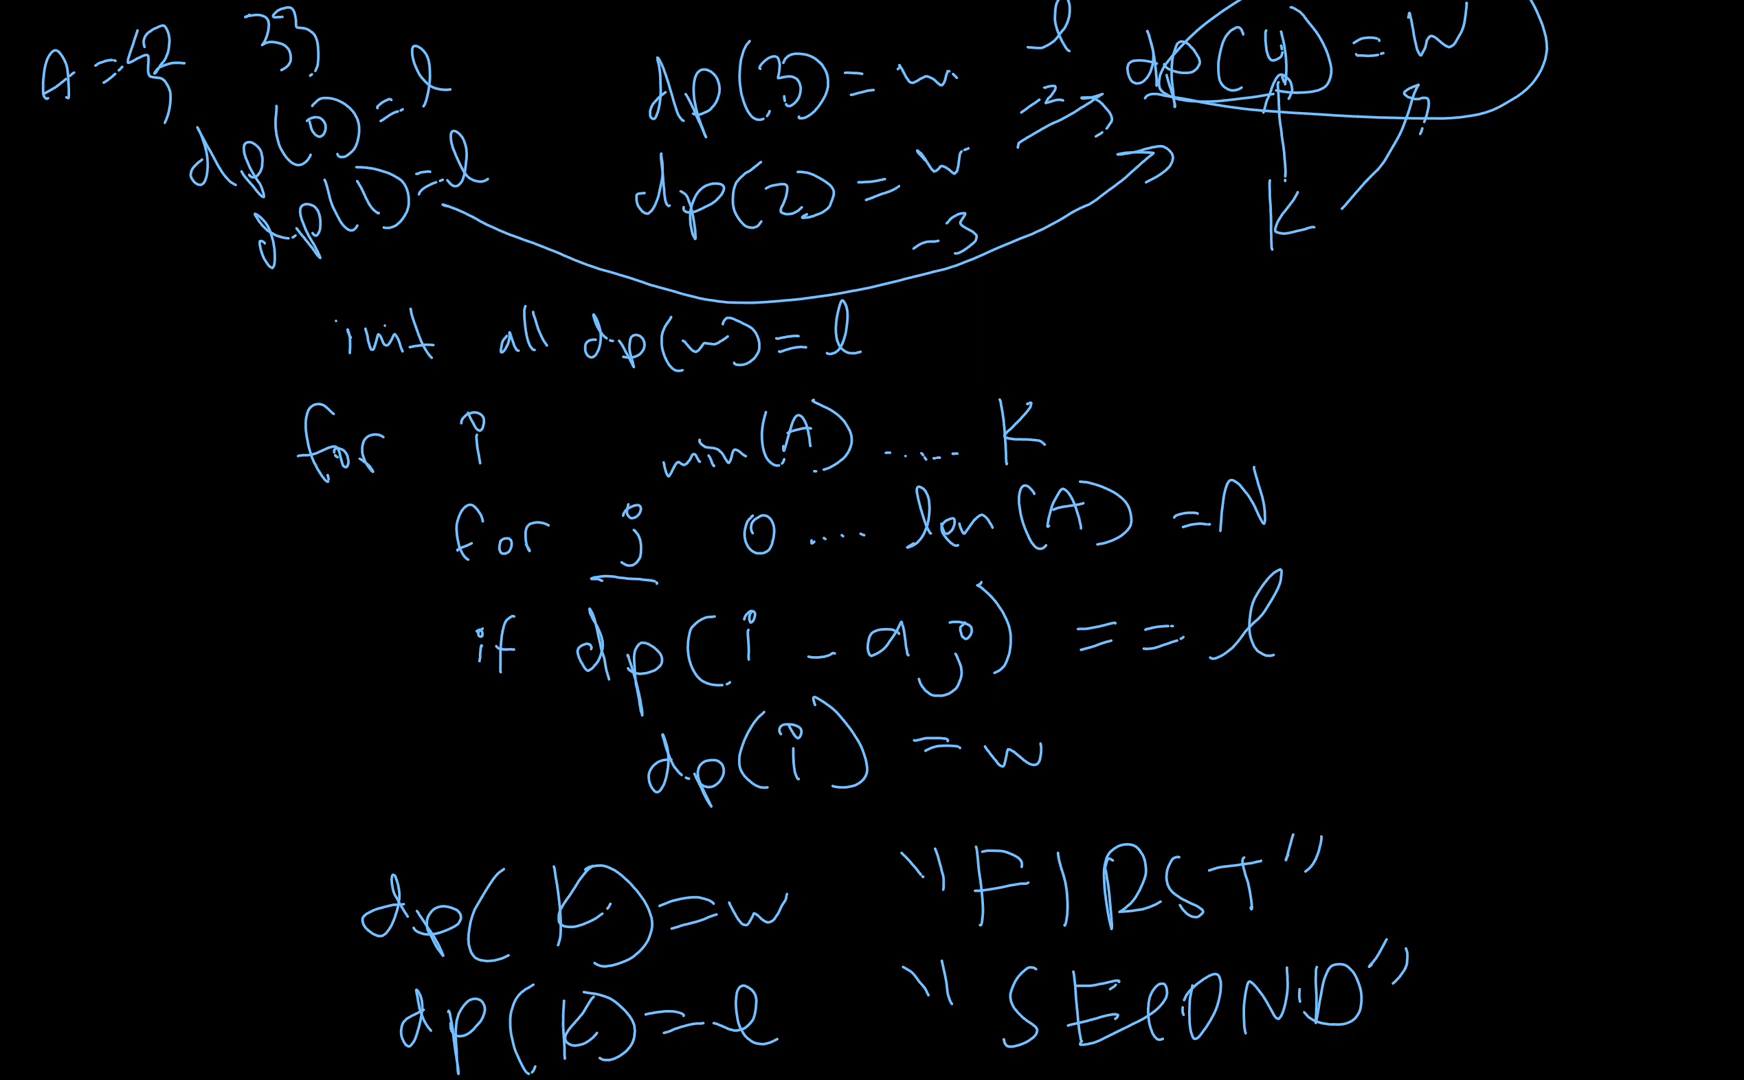 A = {2, 3}
dp(0) = l
dp(1) = l
dp(3) = w
dp(2) = w
l
-2
-3
dp(4) = W
K
init all dp(w) = l
for i min(A) ..... K
for j 0 .... len(A) = N
if dp(i - aj) == l
dp(i) = w
dp(K) = w "FIRST"
dp(K) = l "SECOND"